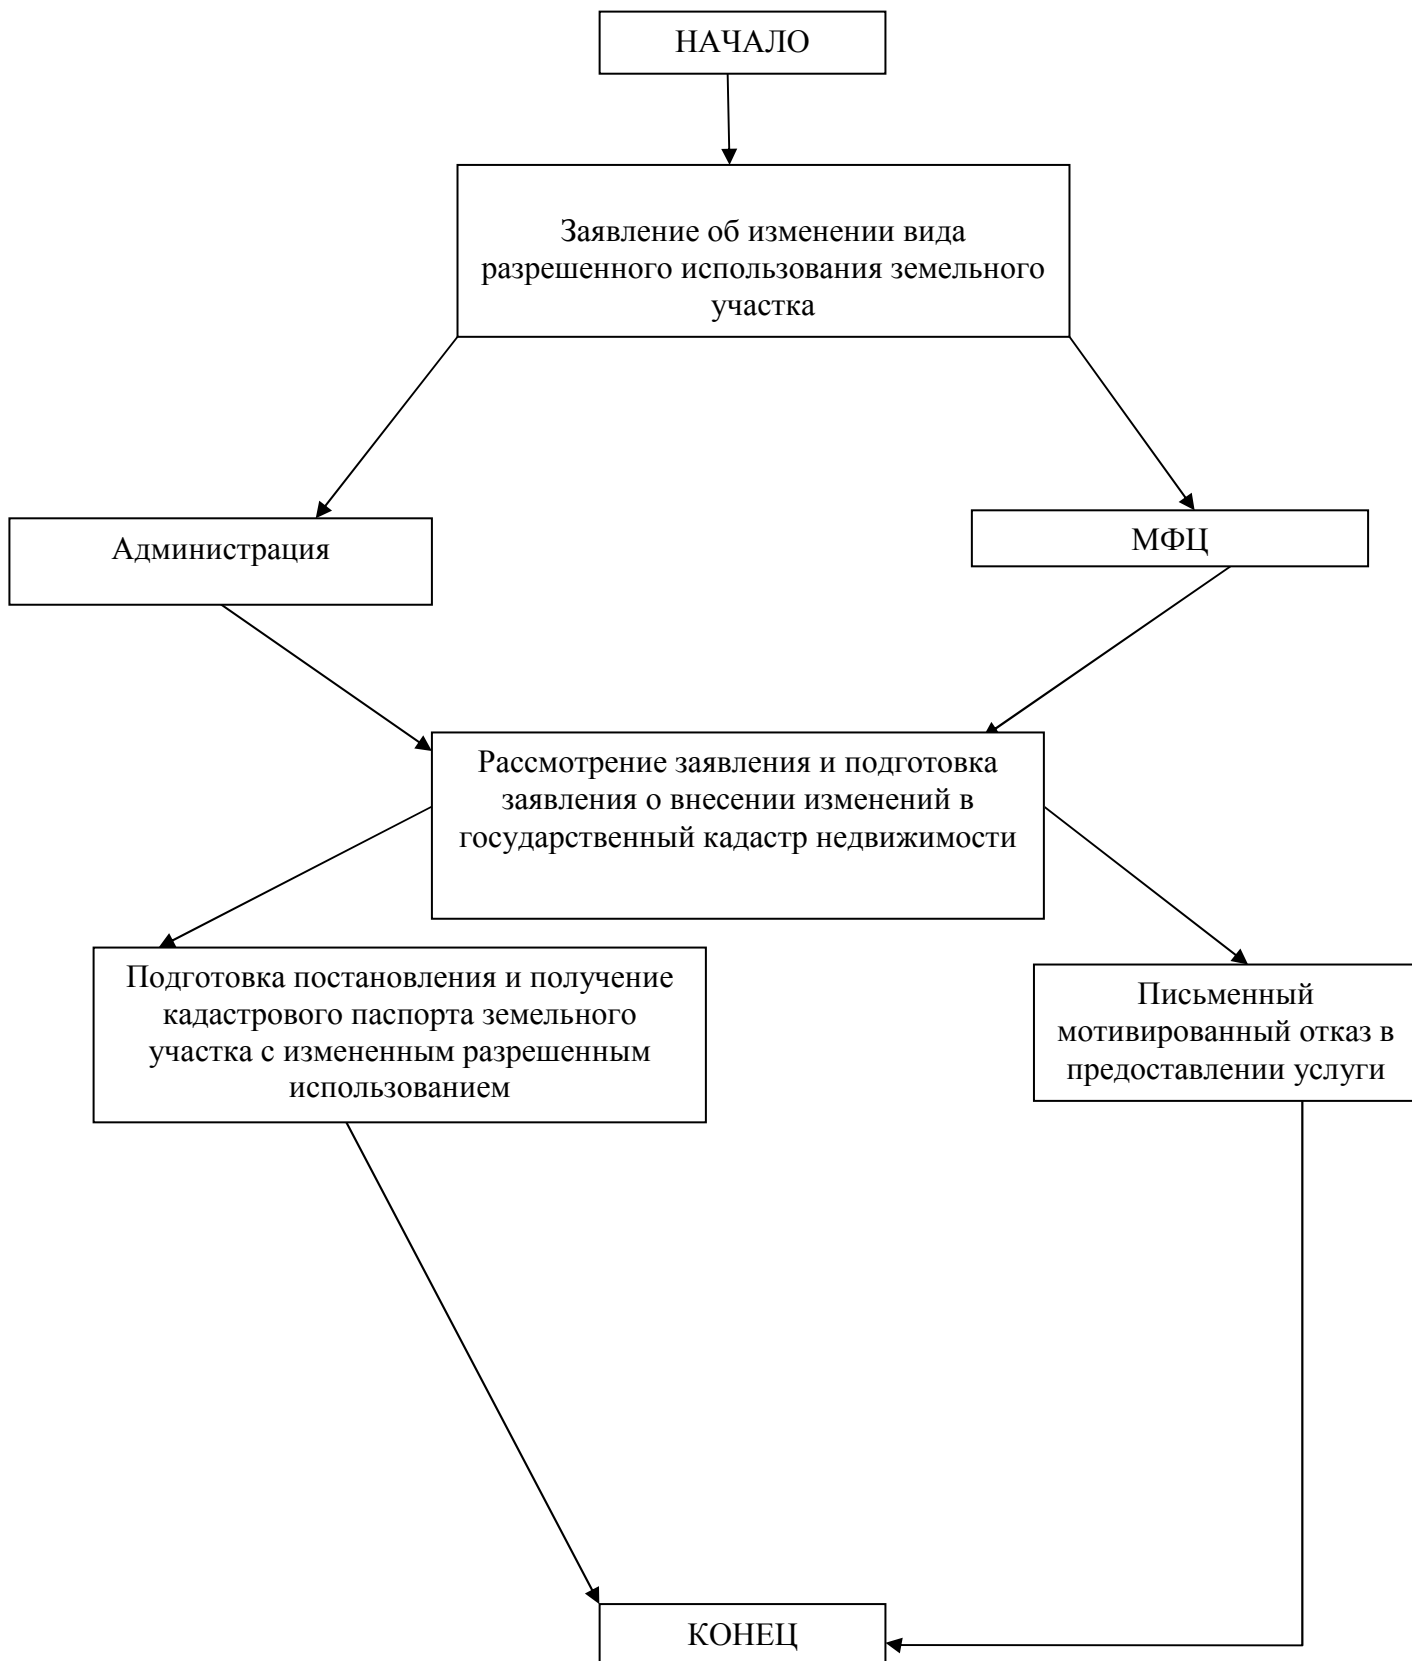 НАЧАЛО
Заявление об изменении вида
разрешенного использования земельного
участка
Администрация
МФЦ
Рассмотрение заявления и подготовка
заявления о внесении изменений в
государственный кадастр недвижимости
Подготовка постановления и получение
кадастрового паспорта земельного
участка с измененным разрешенным
использованием
Письменный
мотивированный отказ в
предоставлении услуги
КОНЕЦ